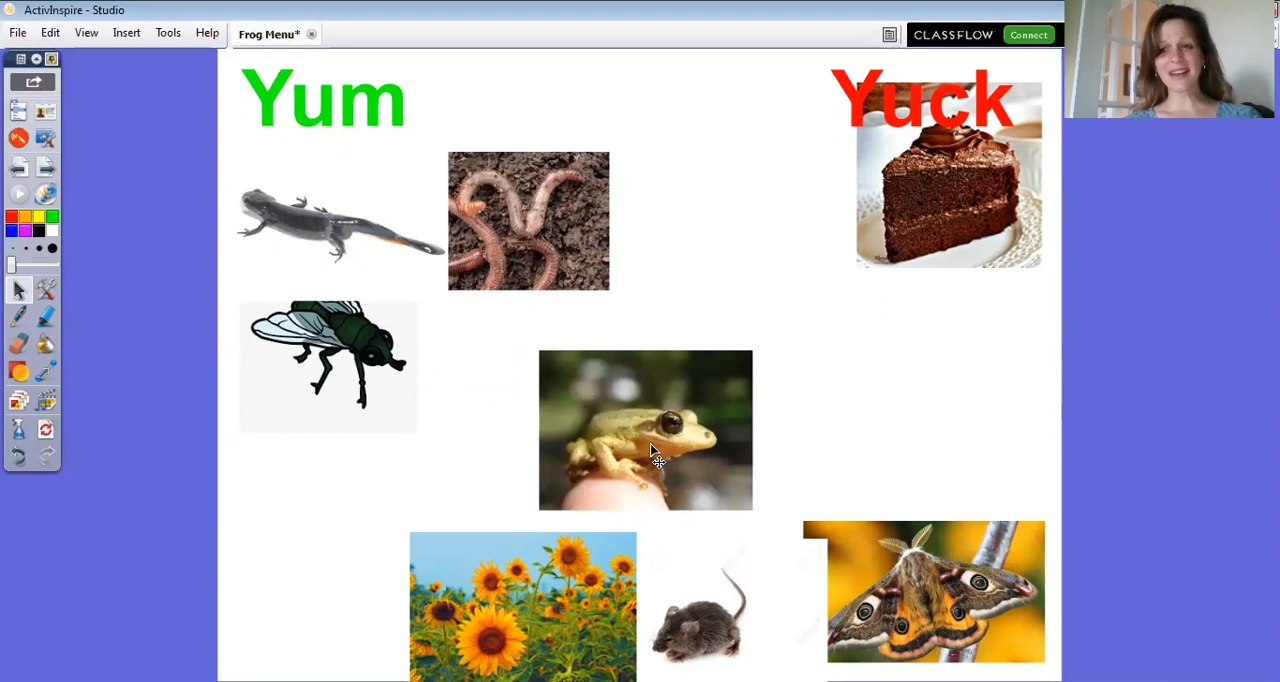 ActivInspire - Studio
File Edit View Insert Tools Help Frog Menu* CLASSFLOW Connect
Yum Yuck